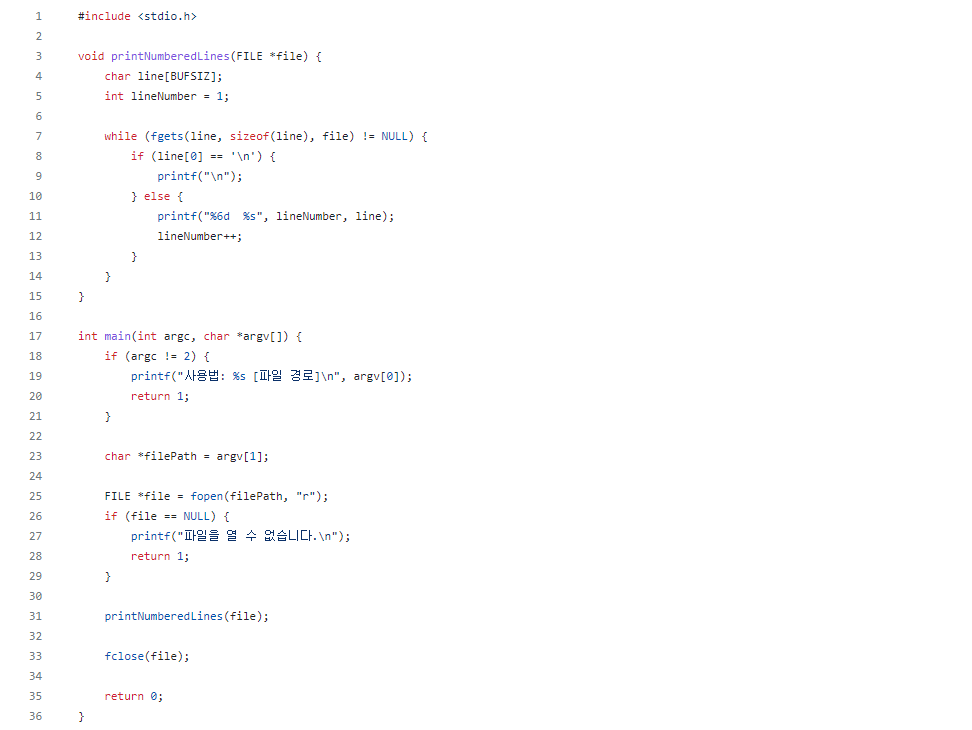 1 #include <stdio.h>
2
3 void printNumberedLines(FILE *file) {
4     char line[BUFSIZ];
5     int lineNumber = 1;
6
7     while (fgets(line, sizeof(line), file) != NULL) {
8         if (line[0] == '\n') {
9             printf("\n");
10         } else {
11             printf("%6d  %s", lineNumber, line);
12             lineNumber++;
13         }
14     }
15 }
16
17 int main(int argc, char *argv[]) {
18     if (argc != 2) {
19         printf("사용법: %s [파일 경로]\n", argv[0]);
20         return 1;
21     }
22
23     char *filePath = argv[1];
24
25     FILE *file = fopen(filePath, "r");
26     if (file == NULL) {
27         printf("파일을 열 수 없습니다.\n");
28         return 1;
29     }
30
31     printNumberedLines(file);
32
33     fclose(file);
34
35     return 0;
36 }